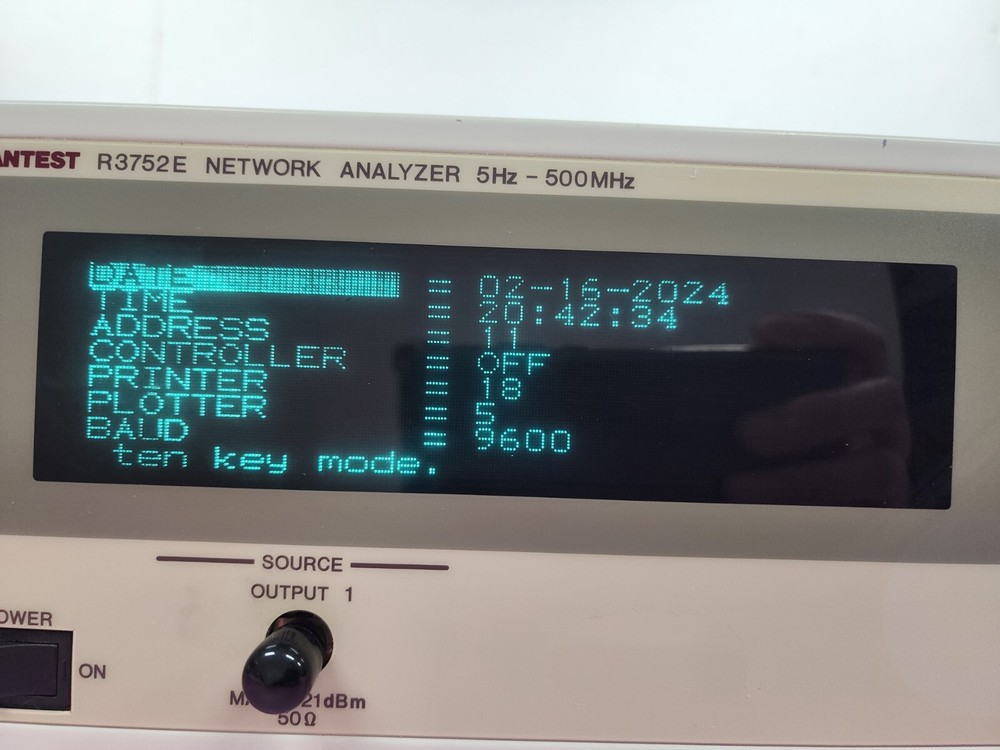 ANTEST R3752E NETWORK ANALYZER 5Hz - 500MHz
DATE = 02-16-2024
TIME = 20:42:34
ADDRESS = 11
CONTROLLER = OFF
PRINTER = 18
PLOTTER = 5
BAUD = 9600
ten key mode.
SOURCE
OUTPUT 1
OWER
ON
21dBm
50Ω